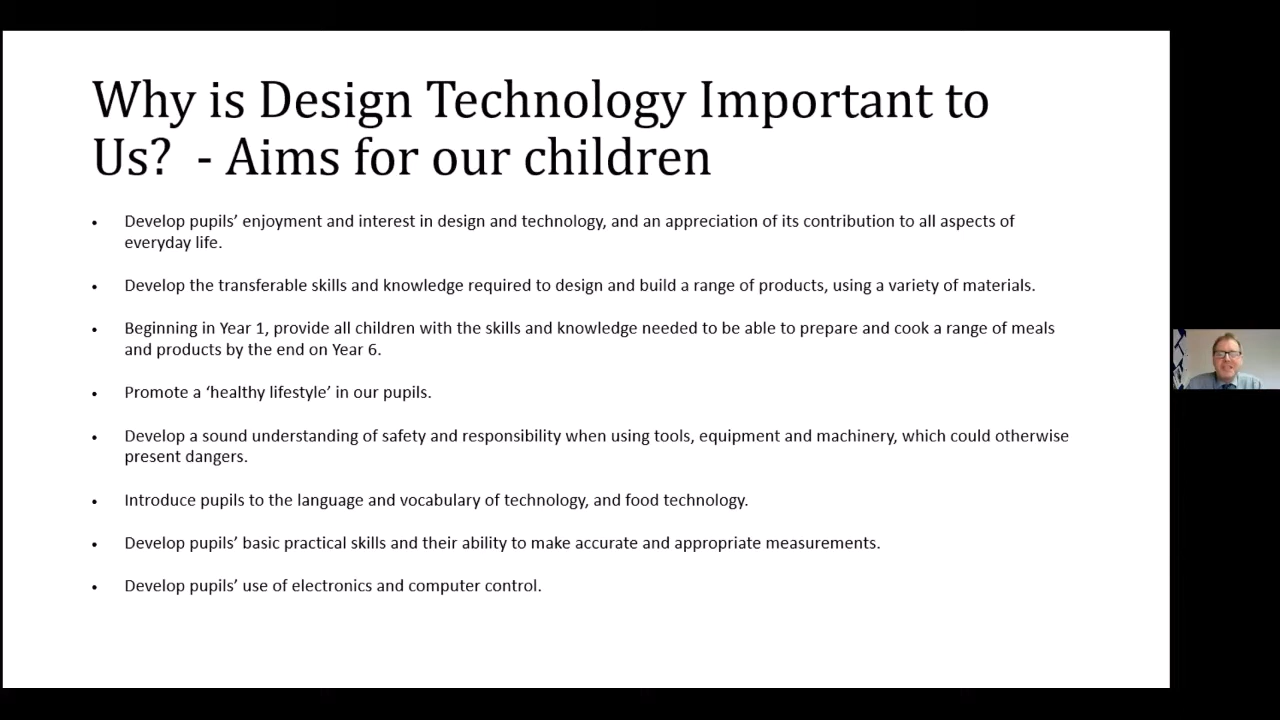 Why is Design Technology Important to
Us?  - Aims for our children
• Develop pupils’ enjoyment and interest in design and technology, and an appreciation of its contribution to all aspects of
everyday life.
• Develop the transferable skills and knowledge required to design and build a range of products, using a variety of materials.
• Beginning in Year 1, provide all children with the skills and knowledge needed to be able to prepare and cook a range of meals
and products by the end on Year 6.
• Promote a ‘healthy lifestyle’ in our pupils.
• Develop a sound understanding of safety and responsibility when using tools, equipment and machinery, which could otherwise
present dangers.
• Introduce pupils to the language and vocabulary of technology, and food technology.
• Develop pupils’ basic practical skills and their ability to make accurate and appropriate measurements.
• Develop pupils’ use of electronics and computer control.